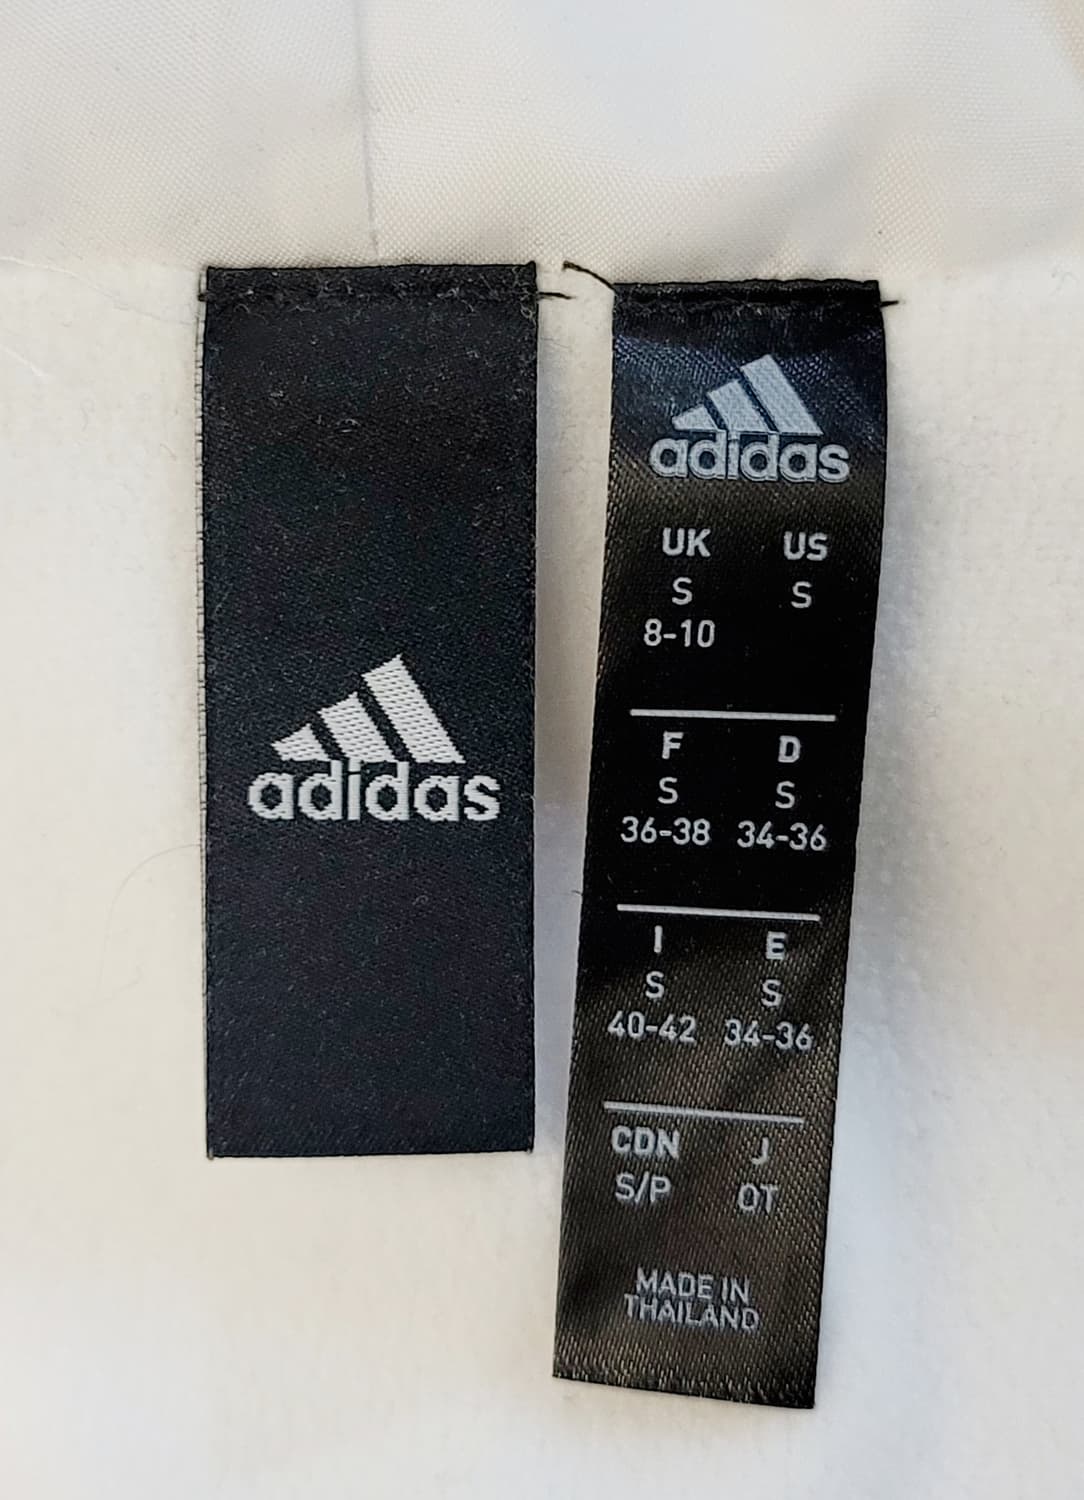 adidas
adidas
UK US
S S
8-10
F D
S S
36-38 34-36
I E
S S
40-42 34-36
CDN J
S/P OT
MADE IN
THAILAND